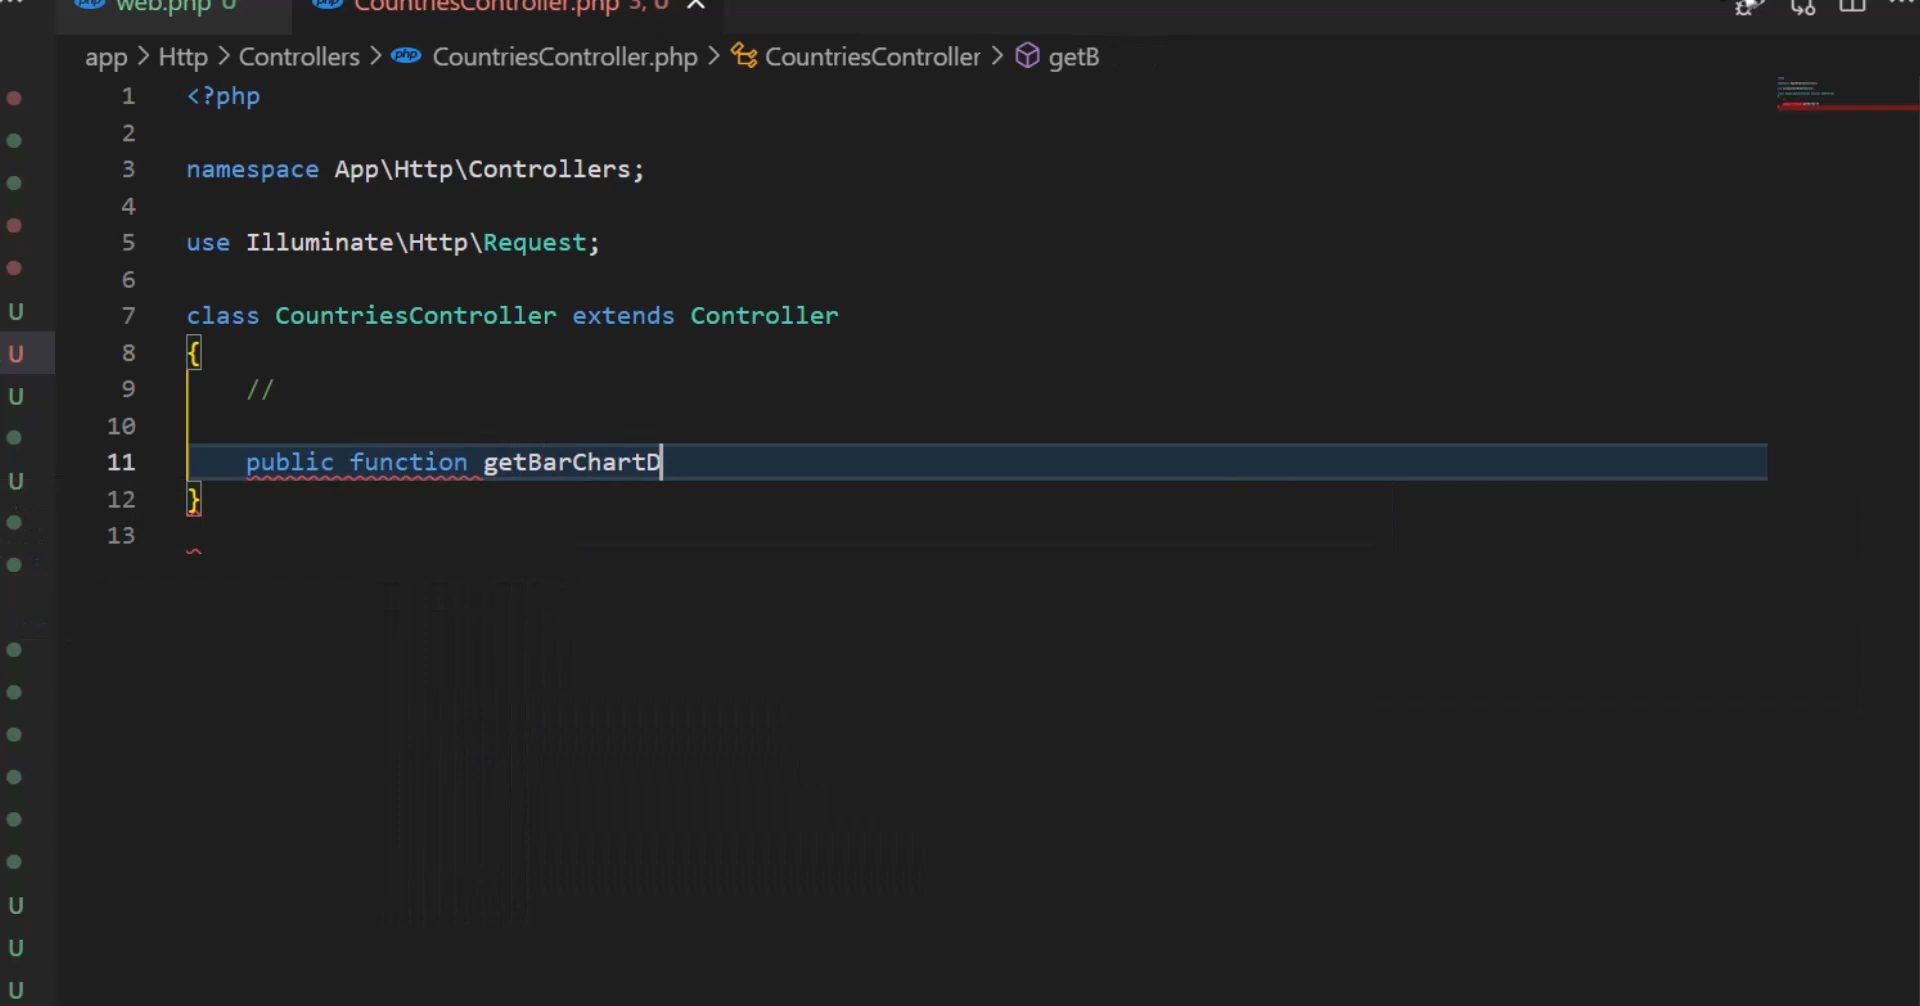 web.php U
CountriesController.php 3, U
app > Http > Controllers > php CountriesController.php > CountriesController > getB
1 <?php
2
3 namespace App\Http\Controllers;
4
5 use Illuminate\Http\Request;
6
7 class CountriesController extends Controller
8 {
9 //
10
11 public function getBarChartD
12 }
13
U
U
U
U
U
U
U